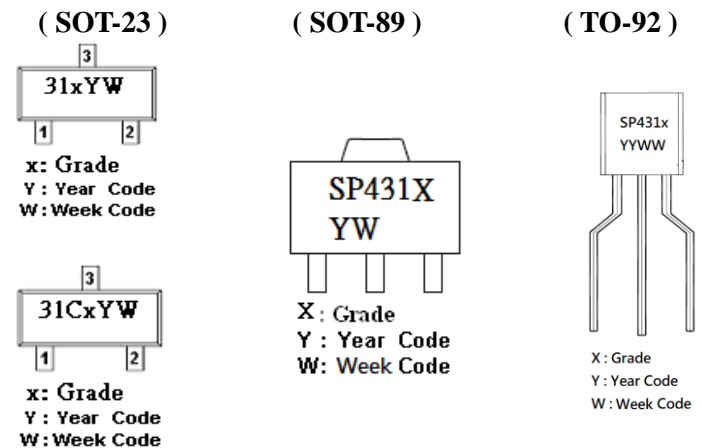 ( SOT-23 )
3
31xYW
1 2
x: Grade
Y : Year Code
W:Week Code
3
31CxYW
1 2
x: Grade
Y : Year Code
W:Week Code
( SOT-89 )
SP431X
YW
X : Grade
Y : Year Code
W: Week Code
( TO-92 )
SP431x
YYWW
X : Grade
Y : Year Code
W : Week Code